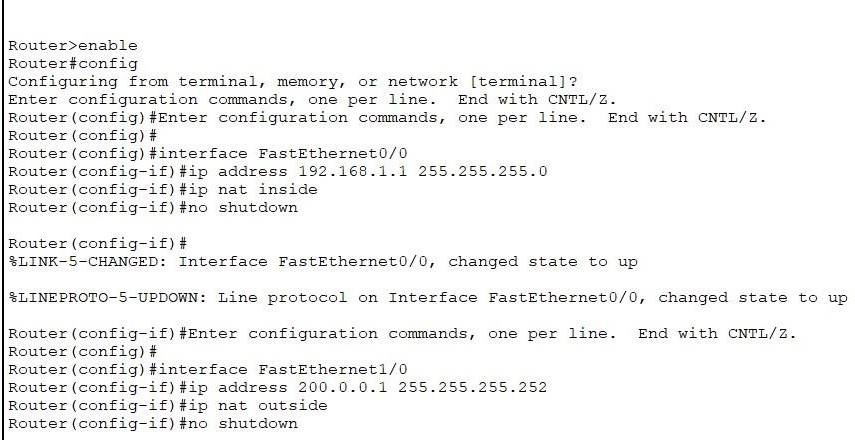 Router>enable
Router#config
Configuring from terminal, memory, or network [terminal]?
Enter configuration commands, one per line.  End with CNTL/Z.
Router(config)#Enter configuration commands, one per line.  End with CNTL/Z.
Router(config)#
Router(config)#interface FastEthernet0/0
Router(config-if)#ip address 192.168.1.1 255.255.255.0
Router(config-if)#ip nat inside
Router(config-if)#no shutdown
Router(config-if)#
%LINK-5-CHANGED: Interface FastEthernet0/0, changed state to up
%LINEPROTO-5-UPDOWN: Line protocol on Interface FastEthernet0/0, changed state to up
Router(config-if)#Enter configuration commands, one per line.  End with CNTL/Z.
Router(config)#
Router(config)#interface FastEthernet1/0
Router(config-if)#ip address 200.0.0.1 255.255.255.252
Router(config-if)#ip nat outside
Router(config-if)#no shutdown